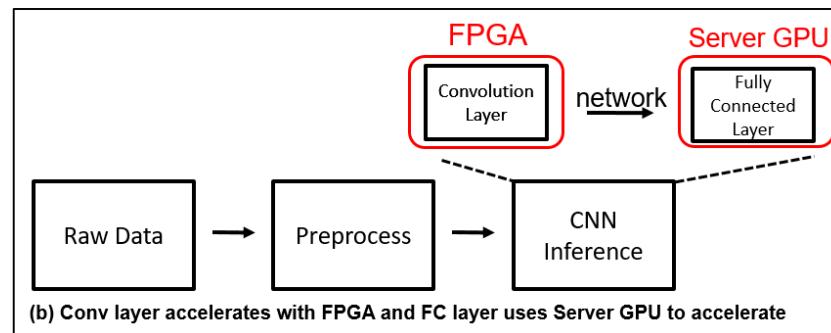 FPGA
Server GPU
Convolution
Layer
network
Fully
Connected
Layer
Raw Data
Preprocess
CNN
Inference
(b) Conv layer accelerates with FPGA and FC layer uses Server GPU to accelerate